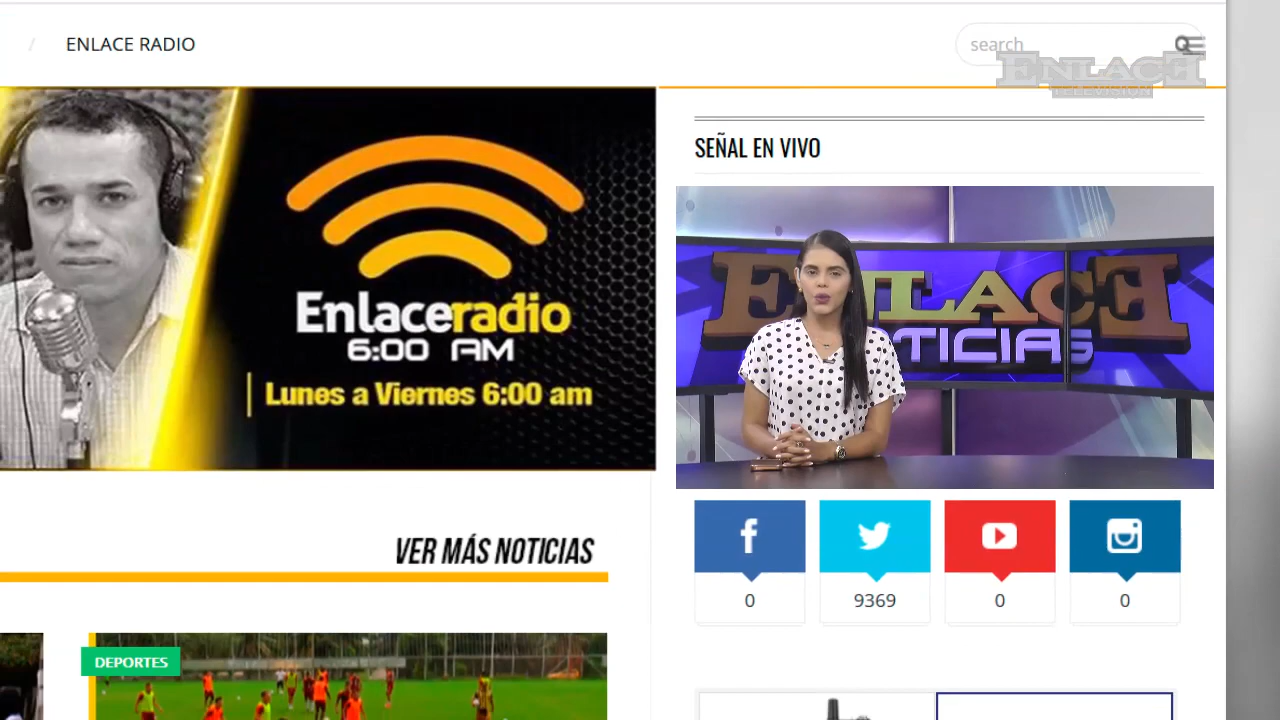 / ENLACE RADIO
search
ENLACE
TELEVISIÓN
Enlaceradio
6:00 AM
Lunes a Viernes 6:00 am
SEÑAL EN VIVO
ENLACE
NOTICIAS
0
9369
0
0
VER MÁS NOTICIAS
DEPORTES